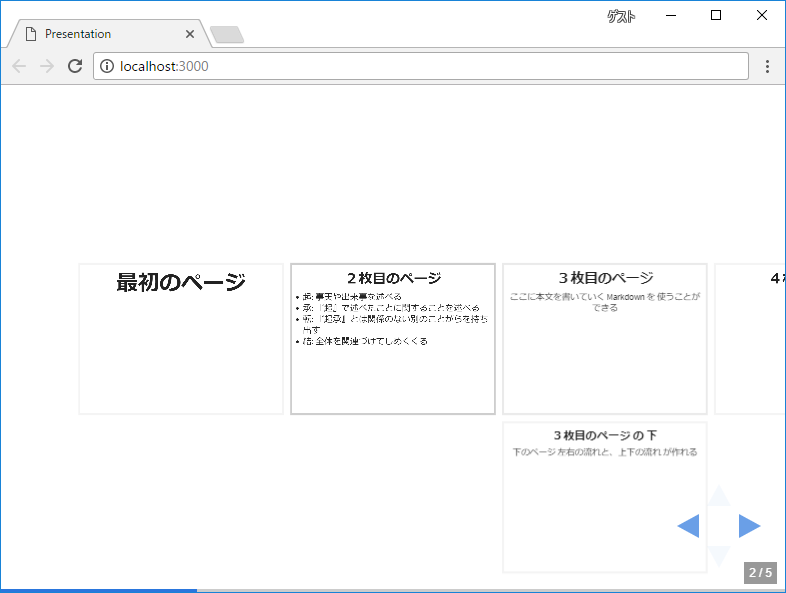 ゲスト
Presentation
localhost:3000
最初のページ
２枚目のページ
• 起: 事実や出来事を述べる
• 承: 『起』で述べたことに関することを述べる
• 転: 『起承』とは関係のない別のことがらを持ち
出す
• 結: 全体を関連づけてしめくくる
３枚目のページ
ここに本文を書いていく Markdown を 使うことが
できる
４
３枚目のページ の 下
下のページ 左右の流れと、上下の流れ が作れる
2 / 5